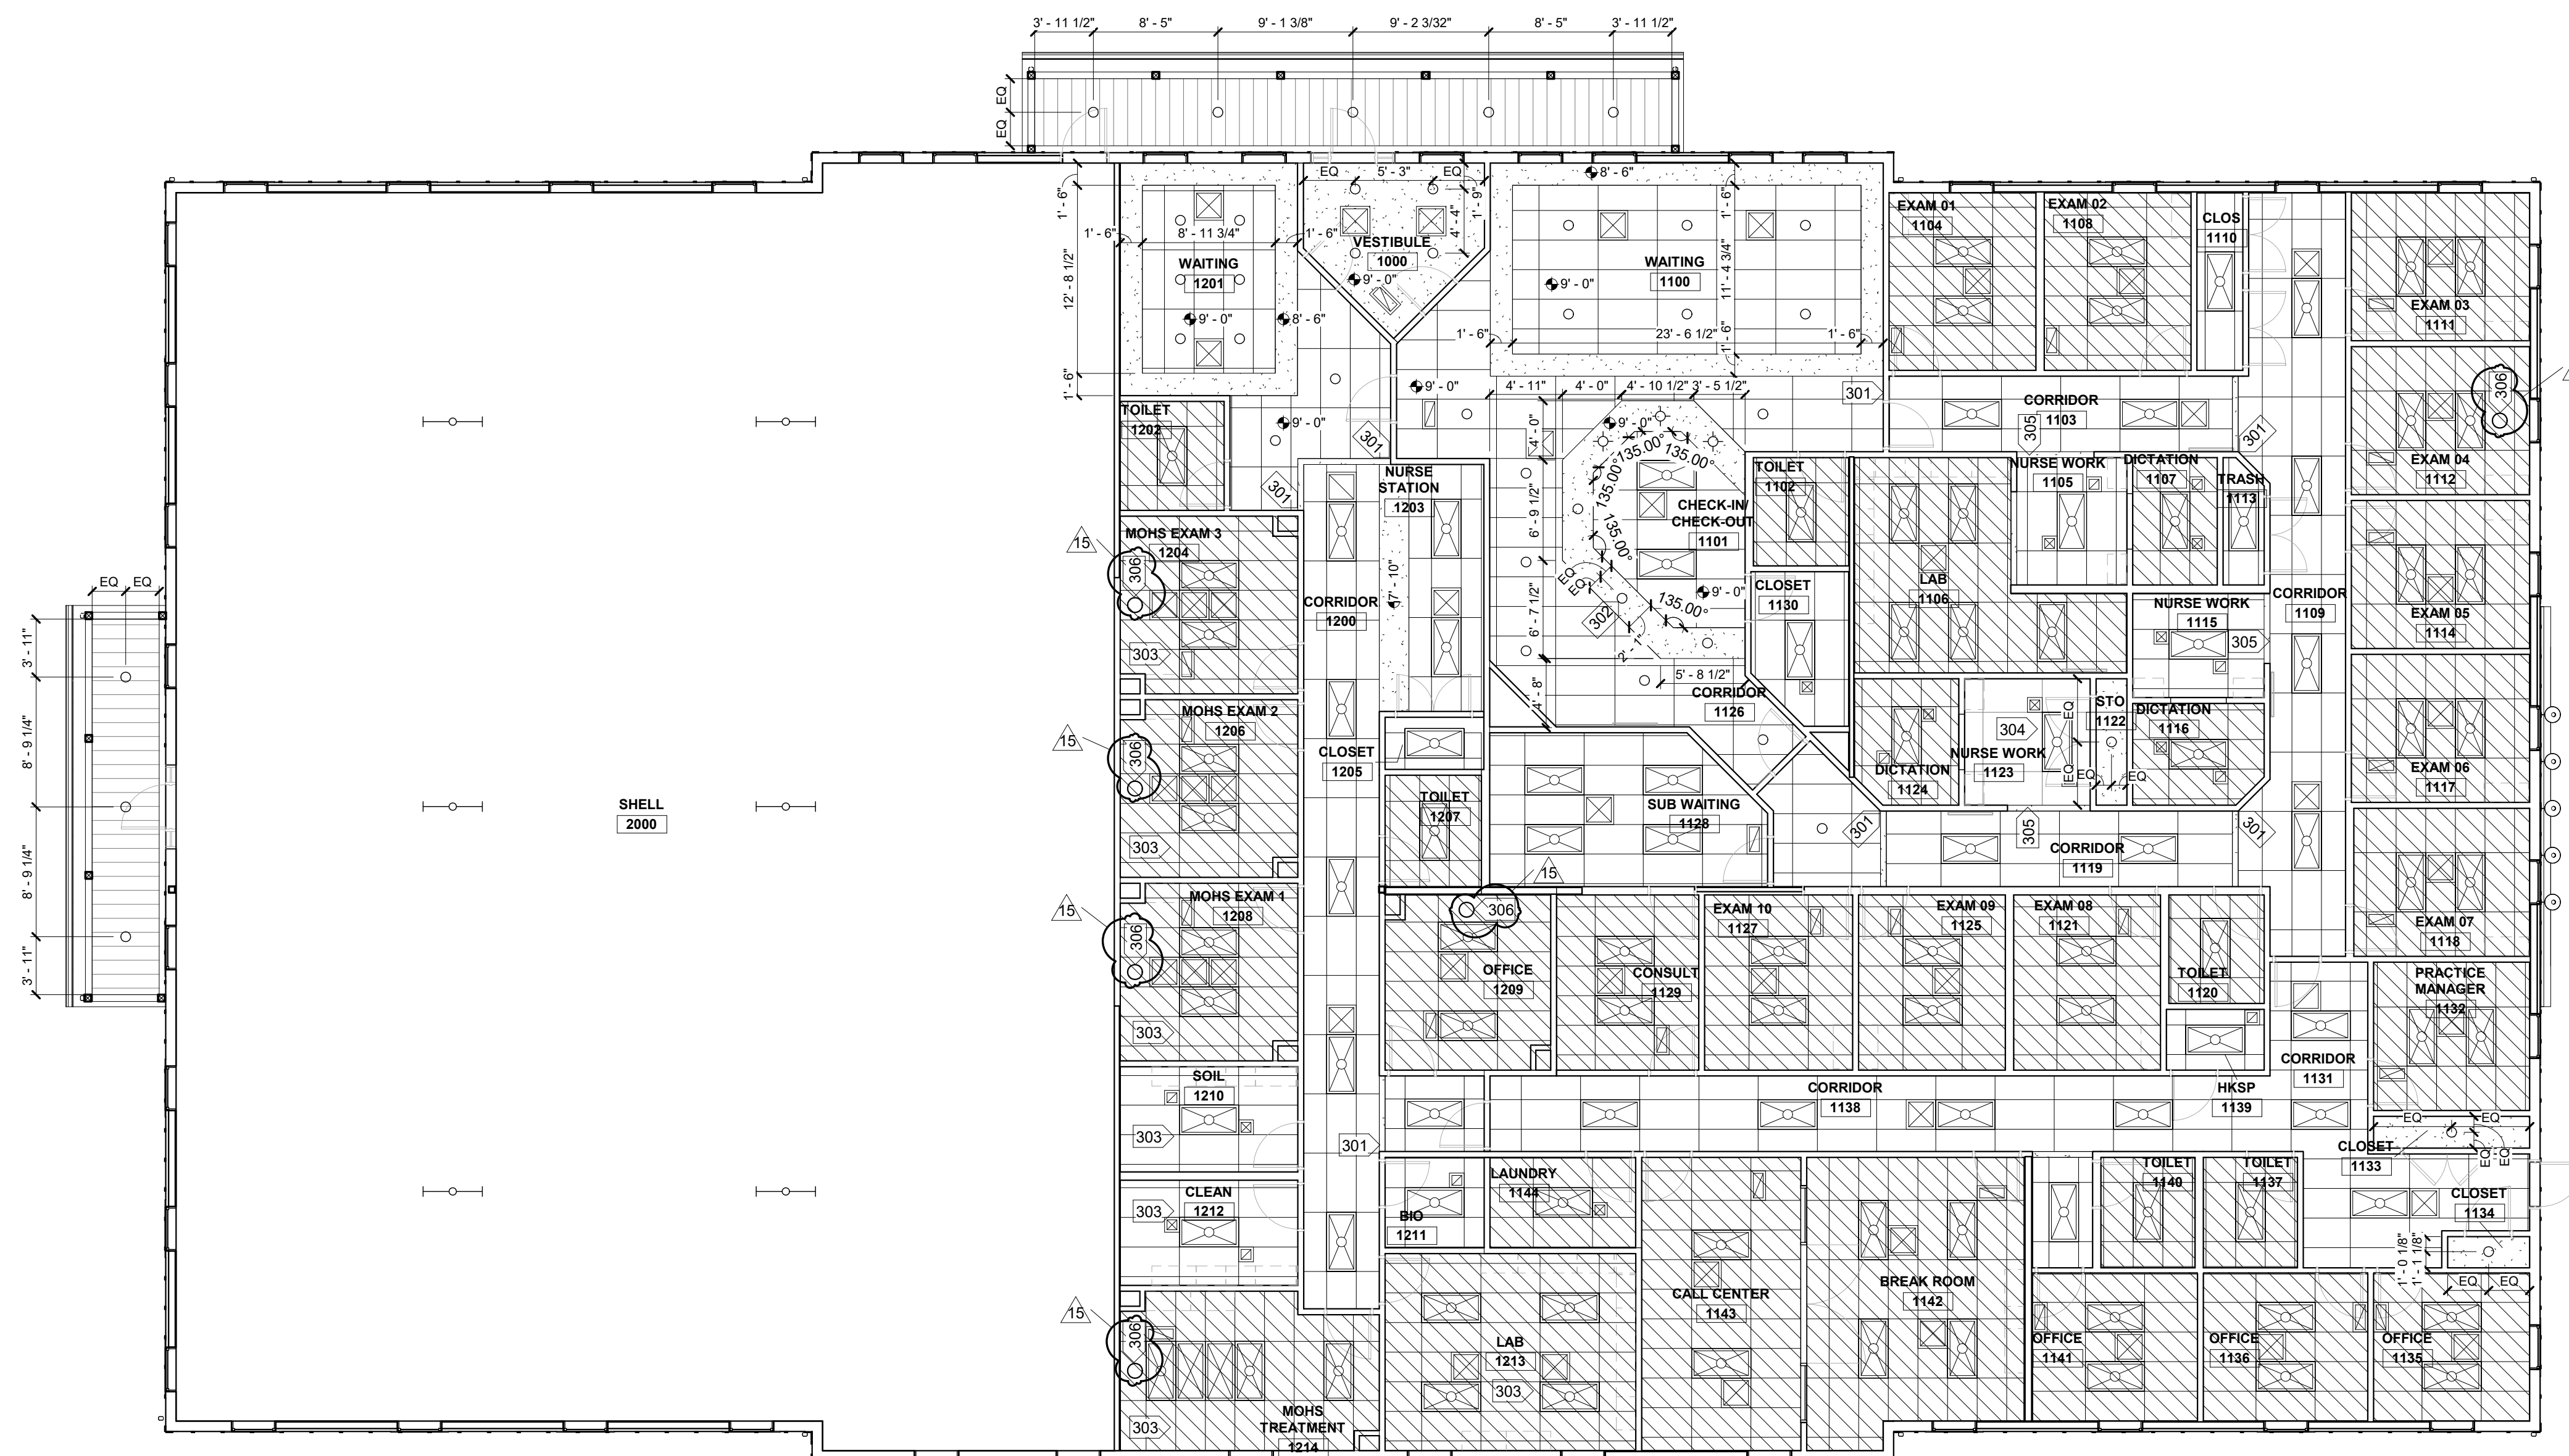 3' - 11 1/2" 8' - 5" 9' - 1 3/8" 9' - 2 3/32" 8' - 5" 3' - 11 1/2"
EQ
EQ
1' - 6"
12' - 8 1/2"
1' - 6"
1' - 6" 8' - 11 3/4" 1' - 6"
WAITING
1201
9' - 0"
8' - 6"
EQ 5' - 3" EQ
1' - 9"
4' - 4"
VESTIBULE
1000
9' - 0"
8' - 6"
1' - 6"
11' - 4 3/4"
1' - 6"
WAITING
1100
9' - 0"
1' - 6" 23' - 6 1/2" 1' - 6"
EXAM 01
1104
EXAM 02
1108
CLOS
1110
EXAM 03
1111
TOILET
1202
9' - 0"
9' - 0"
301
301
4' - 11" 4' - 0" 4' - 10 1/2" 3' - 5 1/2"
301
CORRIDOR
1103
305
301
EXAM 04
1112
306
NURSE
STATION
1203
7' - 10"
4' - 0"
6' - 9 1/2"
6' - 7 1/2"
4' - 8"
9' - 0"
135.00°
135.00°
135.00°
135.00°
135.00°
EQ
EQ
302
2' - 1"
5' - 8 1/2"
CHECK-IN/
CHECK-OUT
1101
9' - 0"
TOILET
1102
CLOSET
1130
NURSE WORK
1105
DICTATION
1107
TRASH
1113
LAB
1106
NURSE WORK
1115
305
CORRIDOR
1109
EXAM 05
1114
15
MOHS EXAM 3
1204
306
303
CORRIDOR
1200
15
MOHS EXAM 2
1206
306
303
CLOSET
1205
CORRIDOR
1126
TOILET
1207
SUB WAITING
1128
DICTATION
1124
304
NURSE WORK
1123
EQ
EQ
STO
1122
EQ
EQ
DICTATION
1116
EXAM 06
1117
301
305
301
CORRIDOR
1119
EXAM 07
1118
EQ EQ
3' - 11"
8' - 9 1/4"
8' - 9 1/4"
3' - 11"
SHELL
2000
15
MOHS EXAM 1
1208
306
303
15
306
OFFICE
1209
CONSULT
1129
EXAM 10
1127
EXAM 09
1125
EXAM 08
1121
TOILET
1120
PRACTICE
MANAGER
1132
CORRIDOR
1131
SOIL
1210
303
301
CORRIDOR
1138
HKSP
1139
EQ EQ
EQ
EQ
CLOSET
1133
CLEAN
1212
303
BIO
1211
LAUNDRY
1144
TOILET
1140
TOILET
1137
CLOSET
1134
1' - 0 1/8"
1' - 1 1/8"
EQ EQ
15
306
303
MOHS
TREATMENT
1214
LAB
1213
303
CALL CENTER
1143
BREAK ROOM
1142
OFFICE
1141
OFFICE
1136
OFFICE
1135